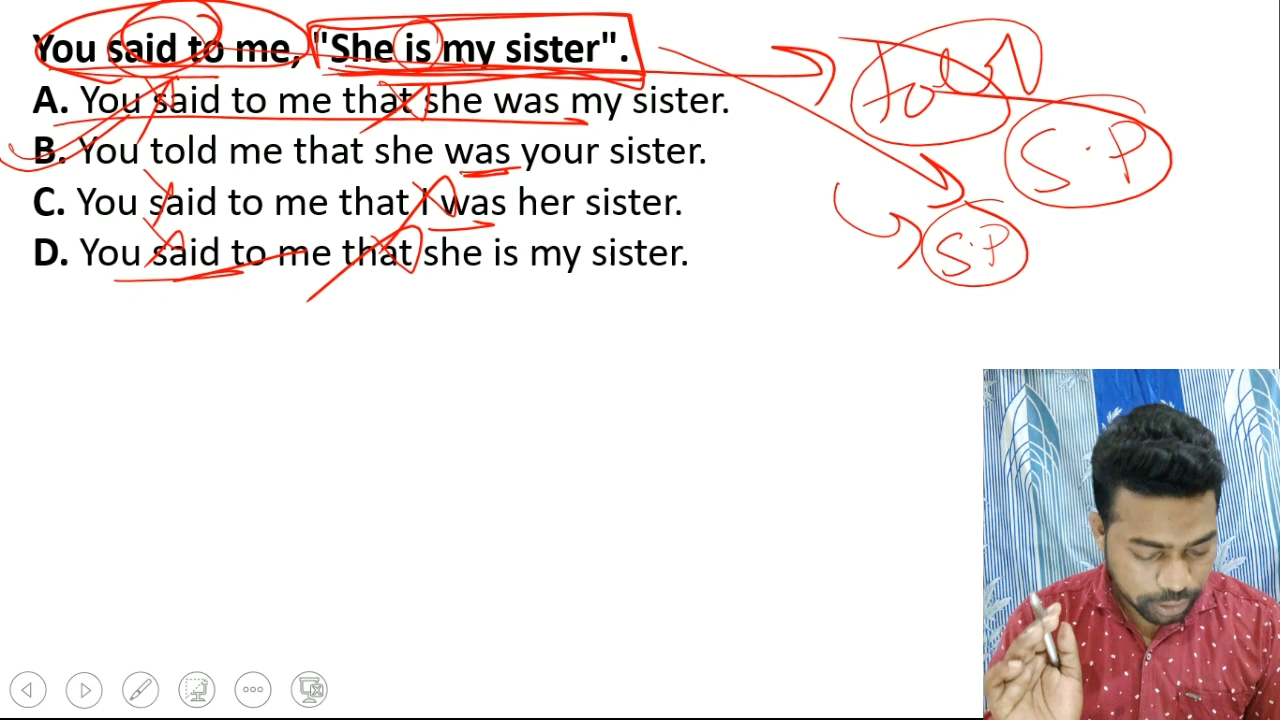 You said to me, "She is my sister".
A. You said to me that she was my sister.
B. You told me that she was your sister.
C. You said to me that I was her sister.
D. You said to me that she is my sister.
Told
S.P
S.P